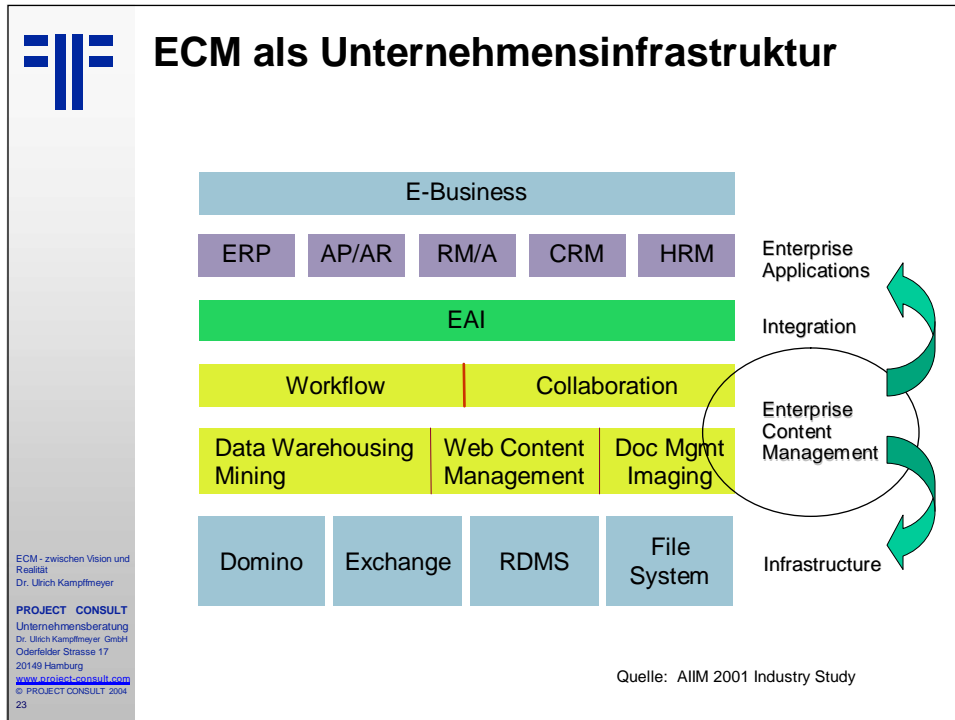 ECM als Unternehmensinfrastruktur
E-Business
ERP
AP/AR
RM/A
CRM
HRM
Enterprise
Applications
EAI
Integration
Workflow
Collaboration
Enterprise
Content
Management
Data Warehousing
Mining
Web Content
Management
Doc Mgmt
Imaging
Domino
Exchange
RDMS
File
System
Infrastructure
Quelle: AIIM 2001 Industry Study
ECM - zwischen Vision und
Realität
Dr. Ulrich Kampffmeyer
PROJECT CONSULT
Unternehmensberatung
Dr. Ulrich Kampffmeyer GmbH
Oderfelder Strasse 17
20149 Hamburg
www.project-consult.com
© PROJECT CONSULT 2004
23